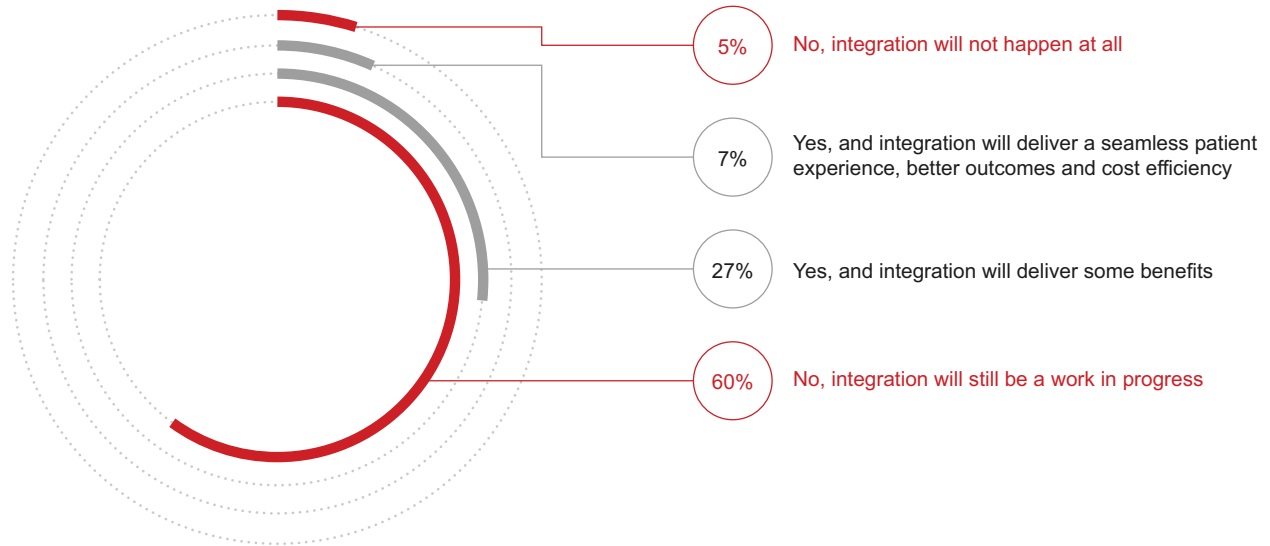 5%
No, integration will not happen at all
7%
Yes, and integration will deliver a seamless patient
experience, better outcomes and cost efficiency
27%
Yes, and integration will deliver some benefits
60%
No, integration will still be a work in progress